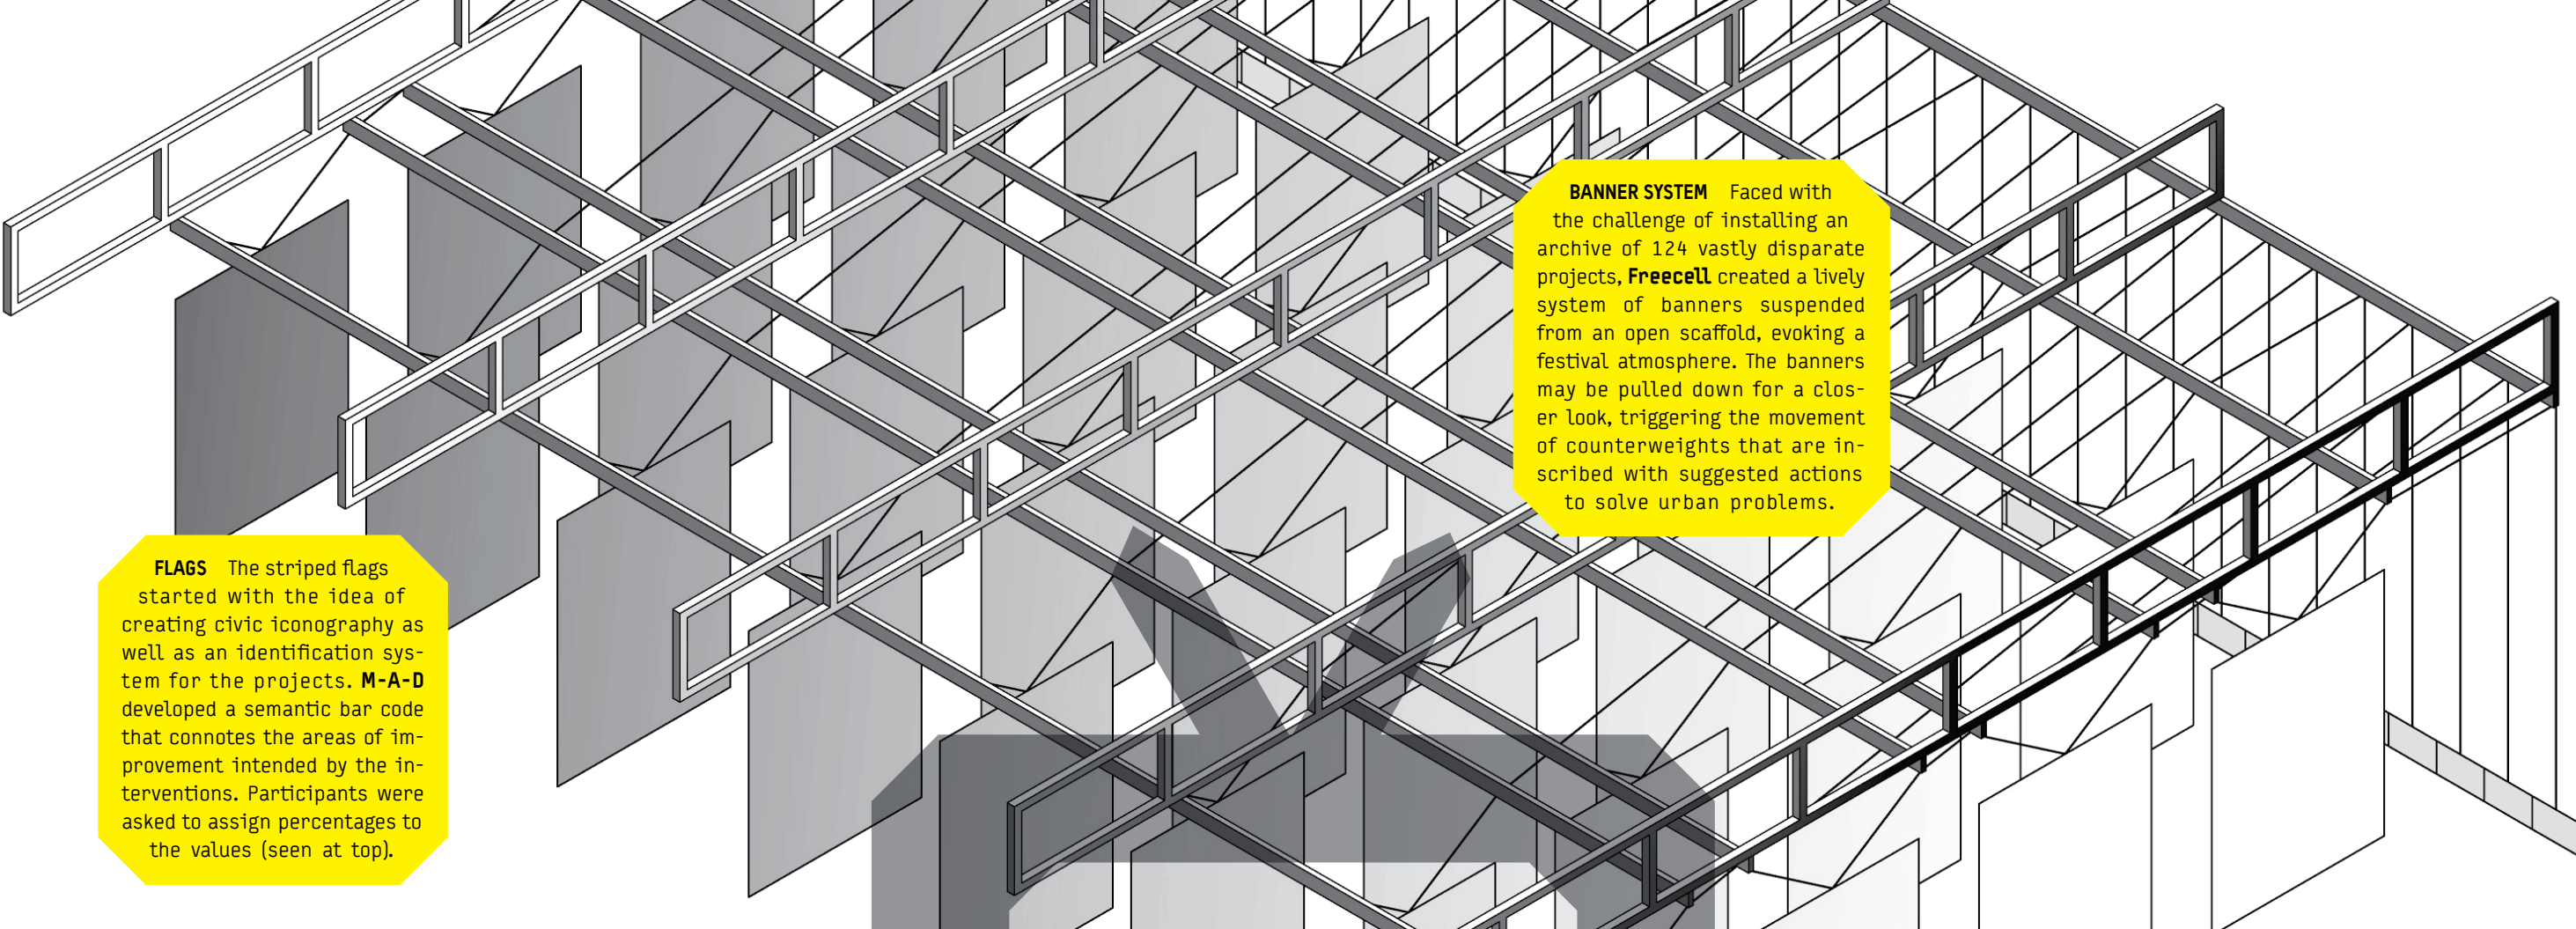 FLAGS The striped flags
started with the idea of
creating civic iconography as
well as an identification sys-
tem for the projects. M-A-D
developed a semantic bar code
that connotes the areas of im-
provement intended by the in-
terventions. Participants were
asked to assign percentages to
the values (seen at top).
BANNER SYSTEM Faced with
the challenge of installing an
archive of 124 vastly disparate
projects, Freecell created a lively
system of banners suspended
from an open scaffold, evoking a
festival atmosphere. The banners
may be pulled down for a clos-
er look, triggering the movement
of counterweights that are in-
scribed with suggested actions
to solve urban problems.